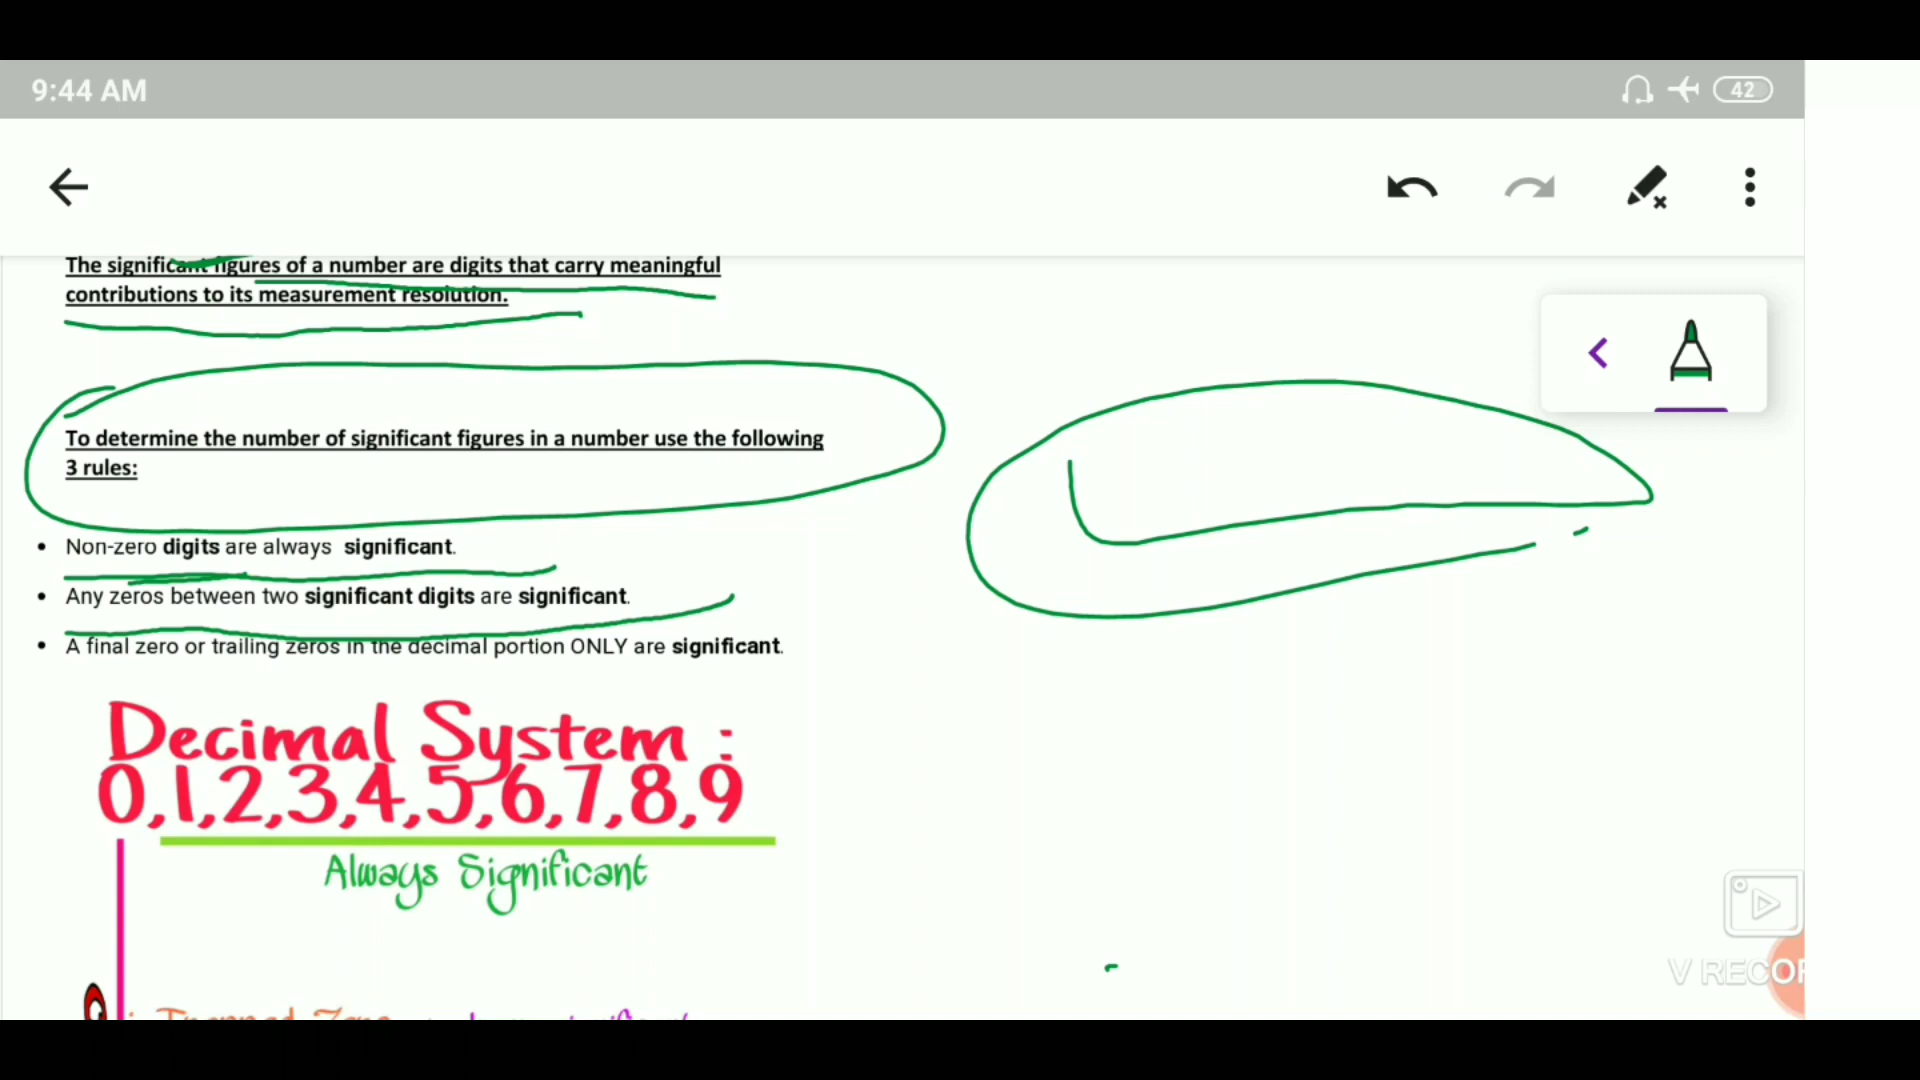 9:44 AM
42
The significant figures of a number are digits that carry meaningful
contributions to its measurement resolution.
To determine the number of significant figures in a number use the following
3 rules:
• Non-zero digits are always significant.
• Any zeros between two significant digits are significant.
• A final zero or trailing zeros in the decimal portion ONLY are significant.
Decimal System :
0,1,2,3,4,5,6,7,8,9
Always Significant
V RECOR